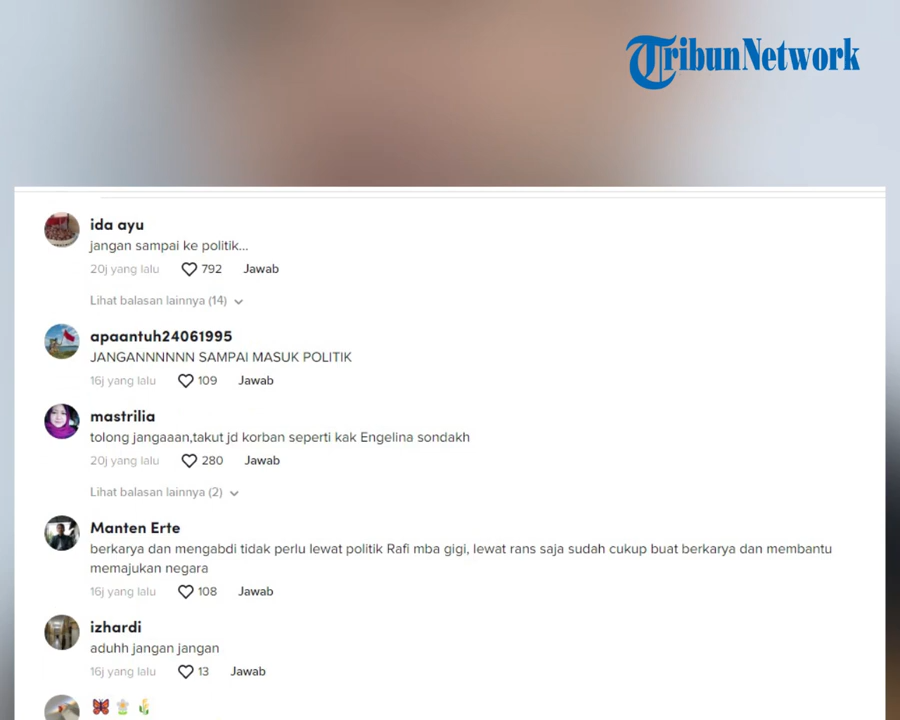 TribunNetwork
ida ayu
jangan sampai ke politik...
20j yang lalu 792 Jawab
Lihat balasan lainnya (14)
apaantuh24061995
JANGANNNNNN SAMPAI MASUK POLITIK
16j yang lalu 109 Jawab
mastrilia
tolong jangaaan,takut jd korban seperti kak Engelina sondakh
20j yang lalu 280 Jawab
Lihat balasan lainnya (2)
Manten Erte
berkarya dan mengabdi tidak perlu lewat politik Rafi mba gigi, lewat rans saja sudah cukup buat berkarya dan membantu
memajukan negara
16j yang lalu 108 Jawab
izhardi
aduhh jangan jangan
16j yang lalu 13 Jawab